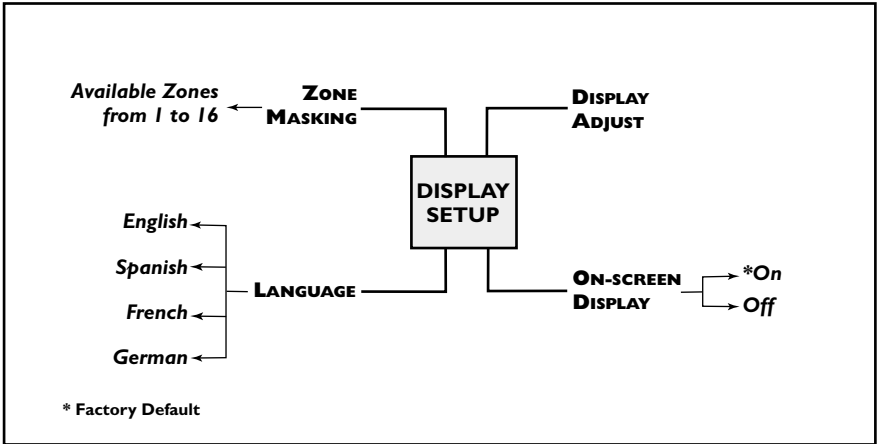 Available Zones
from 1 to 16
ZONE
MASKING
DISPLAY
ADJUST
DISPLAY
SETUP
English
Spanish
French
German
LANGUAGE
ON-SCREEN
DISPLAY
*On
Off
* Factory Default